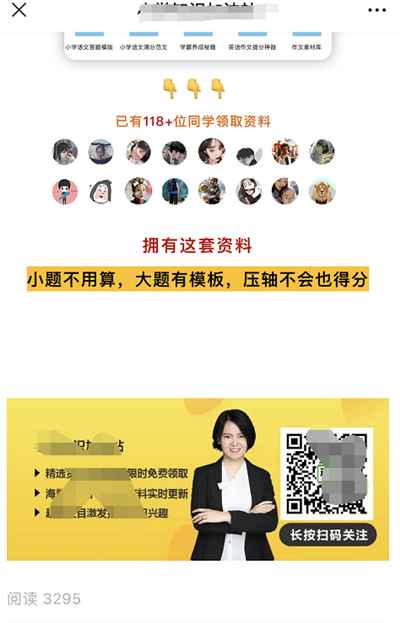 小学语文答题模版
小学语文满分范文
学霸养成秘籍
英语作文提分神器
作文素材库
已有118+位同学领取资料
拥有这套资料
小题不用算，大题有模板，压轴不会也得分
精选
限时免费领取
料实时更新
目激发
兴趣
长按扫码关注
阅读 3295